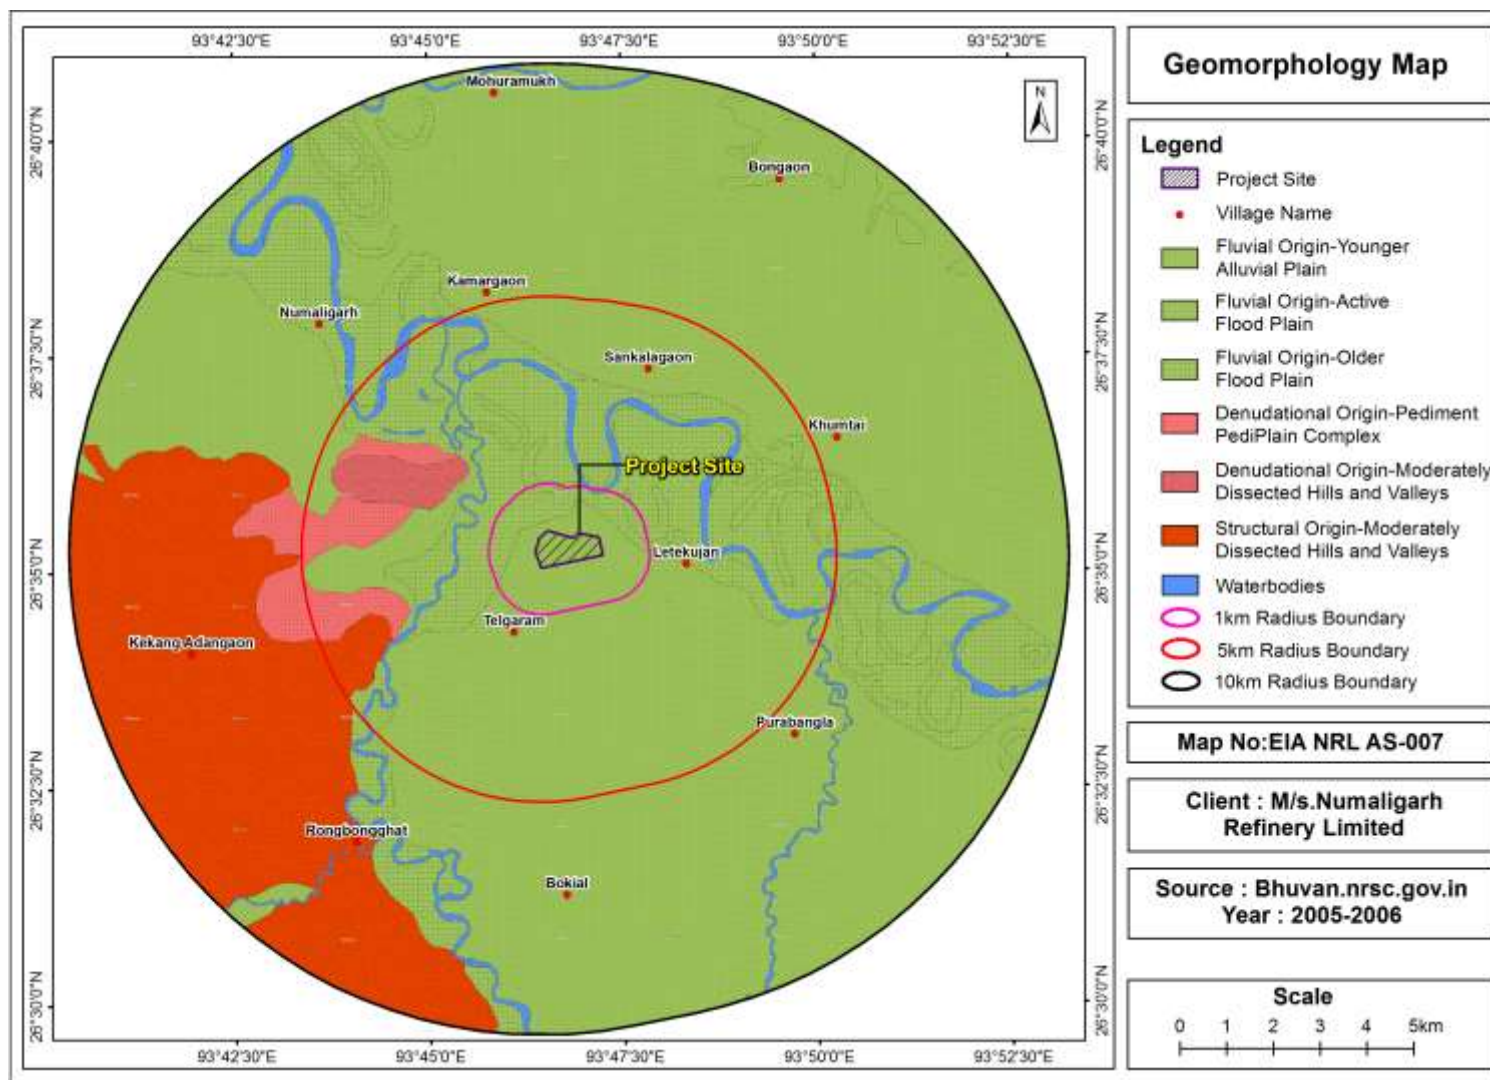 93°42'30"E 93°45'0"E 93°47'30"E 93°50'0"E 93°52'30"E
Geomorphology Map
Mohuramukh
N
26°40'0"N
26°40'0"N
Bongaon
Kamargaon
Numaligarh
Sankalagaon
26°37'30"N
26°37'30"N
Khumtai
Project Site
Letekujan
26°35'0"N
26°35'0"N
Telgaram
Kekang Adangaon
Purabangla
26°32'30"N
26°32'30"N
Rongbongghat
Bokial
26°30'0"N
26°30'0"N
93°42'30"E 93°45'0"E 93°47'30"E 93°50'0"E 93°52'30"E
Legend
Project Site
Village Name
Fluvial Origin-Younger
Alluvial Plain
Fluvial Origin-Active
Flood Plain
Fluvial Origin-Older
Flood Plain
Denudational Origin-Pediment
PediPlain Complex
Denudational Origin-Moderately
Dissected Hills and Valleys
Structural Origin-Moderately
Dissected Hills and Valleys
Waterbodies
1km Radius Boundary
5km Radius Boundary
10km Radius Boundary
Map No:EIA NRL AS-007
Client : M/s.Numaligarh
Refinery Limited
Source : Bhuvan.nrsc.gov.in
Year : 2005-2006
Scale
0 1 2 3 4 5km